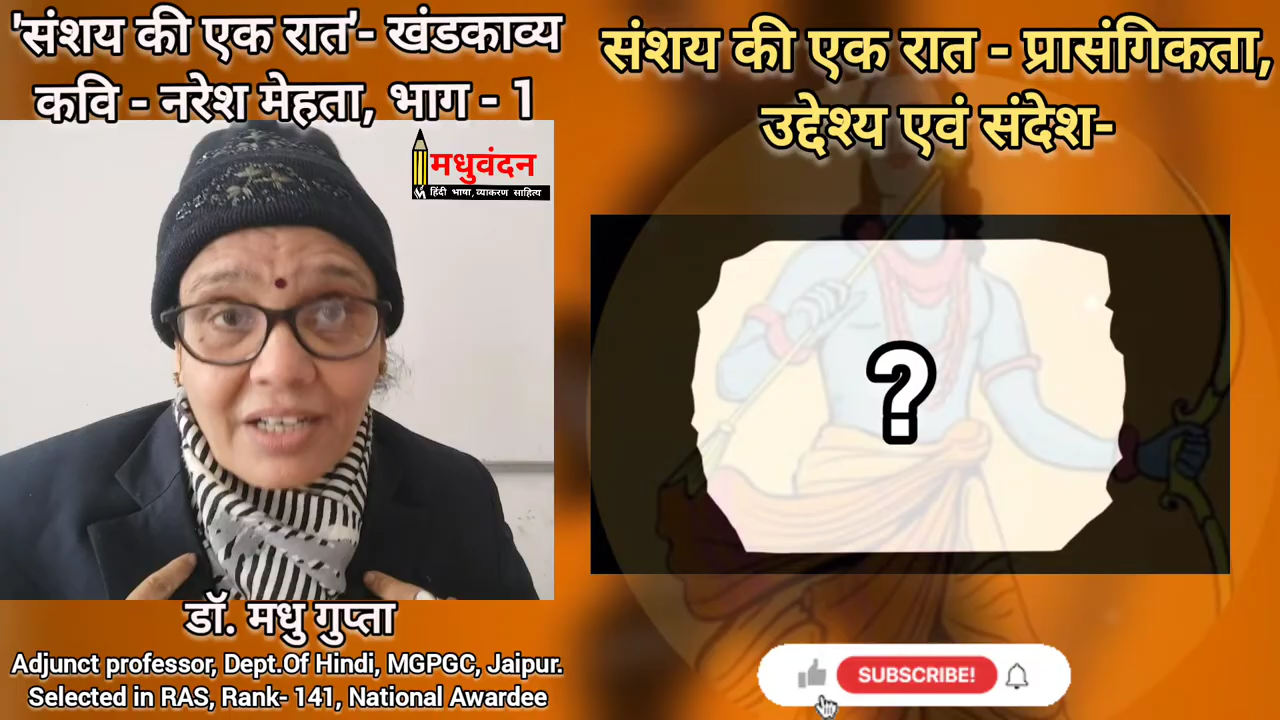 'संशय की एक रात'- खंडकाव्य
कवि - नरेश मेहता, भाग - 1
मधुवंदन
हिंदी भाषा, व्याकरण साहित्य
डॉ. मधु गुप्ता
Adjunct professor, Dept.Of Hindi, MGPGC, Jaipur.
Selected in RAS, Rank- 141, National Awardee
संशय की एक रात - प्रासंगिकता,
उद्देश्य एवं संदेश-
?
SUBSCRIBE!